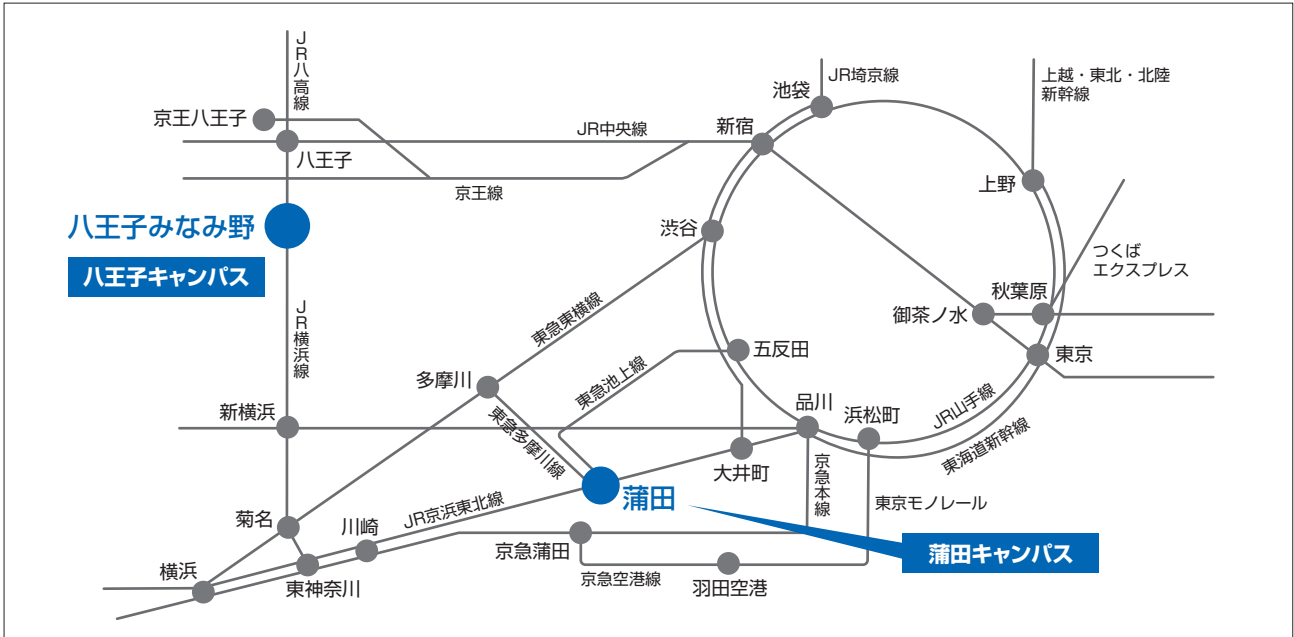 JR八高線
JR埼京線
上越・東北・北陸
新幹線
池袋
京王八王子
新宿
JR中央線
八王子
京王線
上野
八王子みなみ野
渋谷
八王子キャンパス
つくば
エクスプレス
秋葉原
御茶ノ水
JR横浜線
東急東横線
五反田
東京
東急池上線
多摩川
品川
浜松町
JR山手線
新横浜
東急多摩川線
東海道新幹線
大井町
京急本線
蒲田
東京モノレール
JR京浜東北線
菊名
川崎
京急蒲田
蒲田キャンパス
横浜
東神奈川
京急空港線
羽田空港